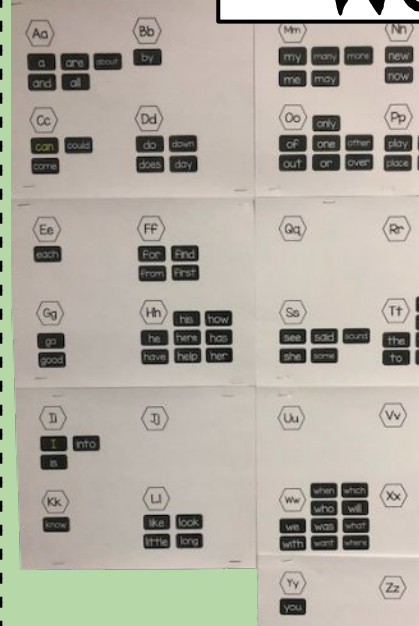 Aa
a are about
and all
Bb
by
Cc
can could
come
Dd
do down
does day
Ee
each
Ff
for find
from first
Gg
go
good
Hh
his how
he here has
have help her
Ii
I into
is
Jj
Kk
know
Ll
like look
little long
Mm
my many more
me may
Nn
new
now
Oo
only
of one other
out or over
Pp
play
place
Qq
Rr
Ss
see said sound
she some
Tt
the
to
Uu
Vv
Ww
when which
who will
we was what
with want where
Xx
Yy
you
Zz